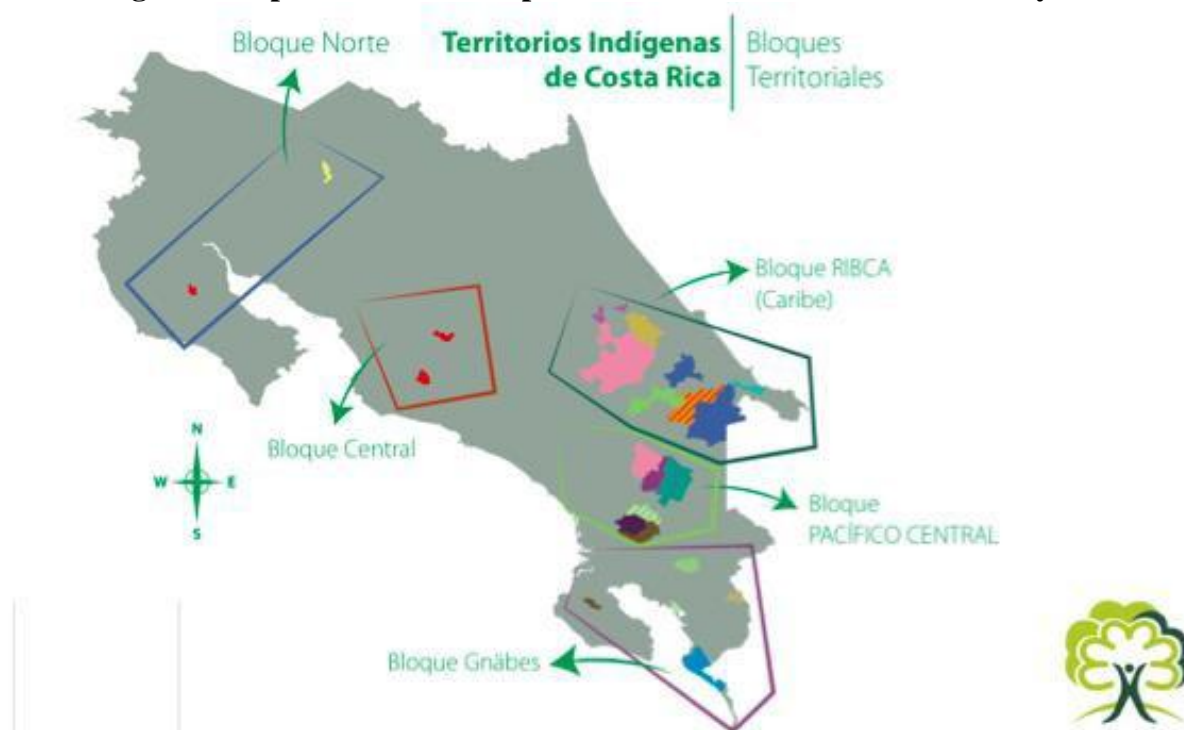 Bloque Norte
Territorios Indígenas
de Costa Rica
Bloques
Territoriales
Bloque RIBCA
(Caribe)
Bloque Central
N
W
E
S
Bloque
PACÍFICO CENTRAL
Bloque Gnäbes